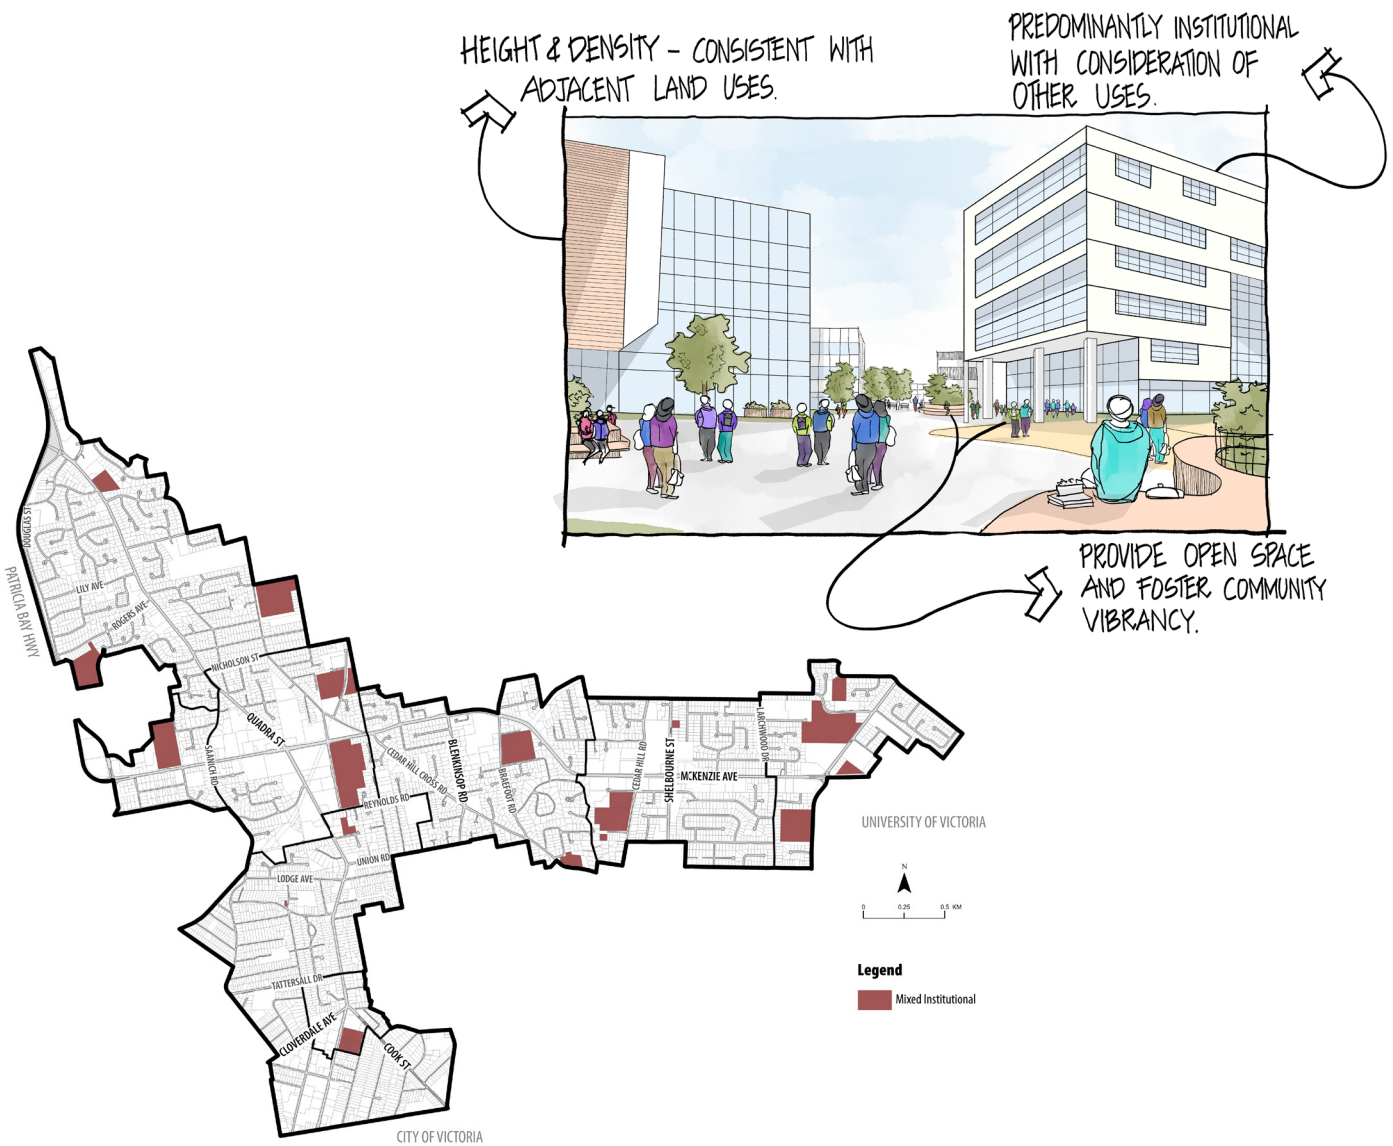 HEIGHT & DENSITY - CONSISTENT WITH
ADJACENT LAND USES.
PREDOMINANTLY INSTITUTIONAL
WITH CONSIDERATION OF
OTHER USES.
PROVIDE OPEN SPACE
AND FOSTER COMMUNITY
VIBRANCY.
DOUGLAS ST
PATRICIA BAY HWY
LILY AVE
ROGERS AVE
NICHOLSON ST
QUADRA ST
SAANICH RD
CEDAR HILL CROSS RD
BLENKINSOP RD
BRAEFOOT RD
REYNOLDS RD
UNION RD
LODGE AVE
TATTERSALL DR
CLOVERDALE AVE
COOK ST
CEDAR HILL RD
SHELBOURNE ST
MCKENZIE AVE
LARCHWOOD DR
UNIVERSITY OF VICTORIA
CITY OF VICTORIA
N
0 0.25 0.5 KM
Legend
Mixed Institutional